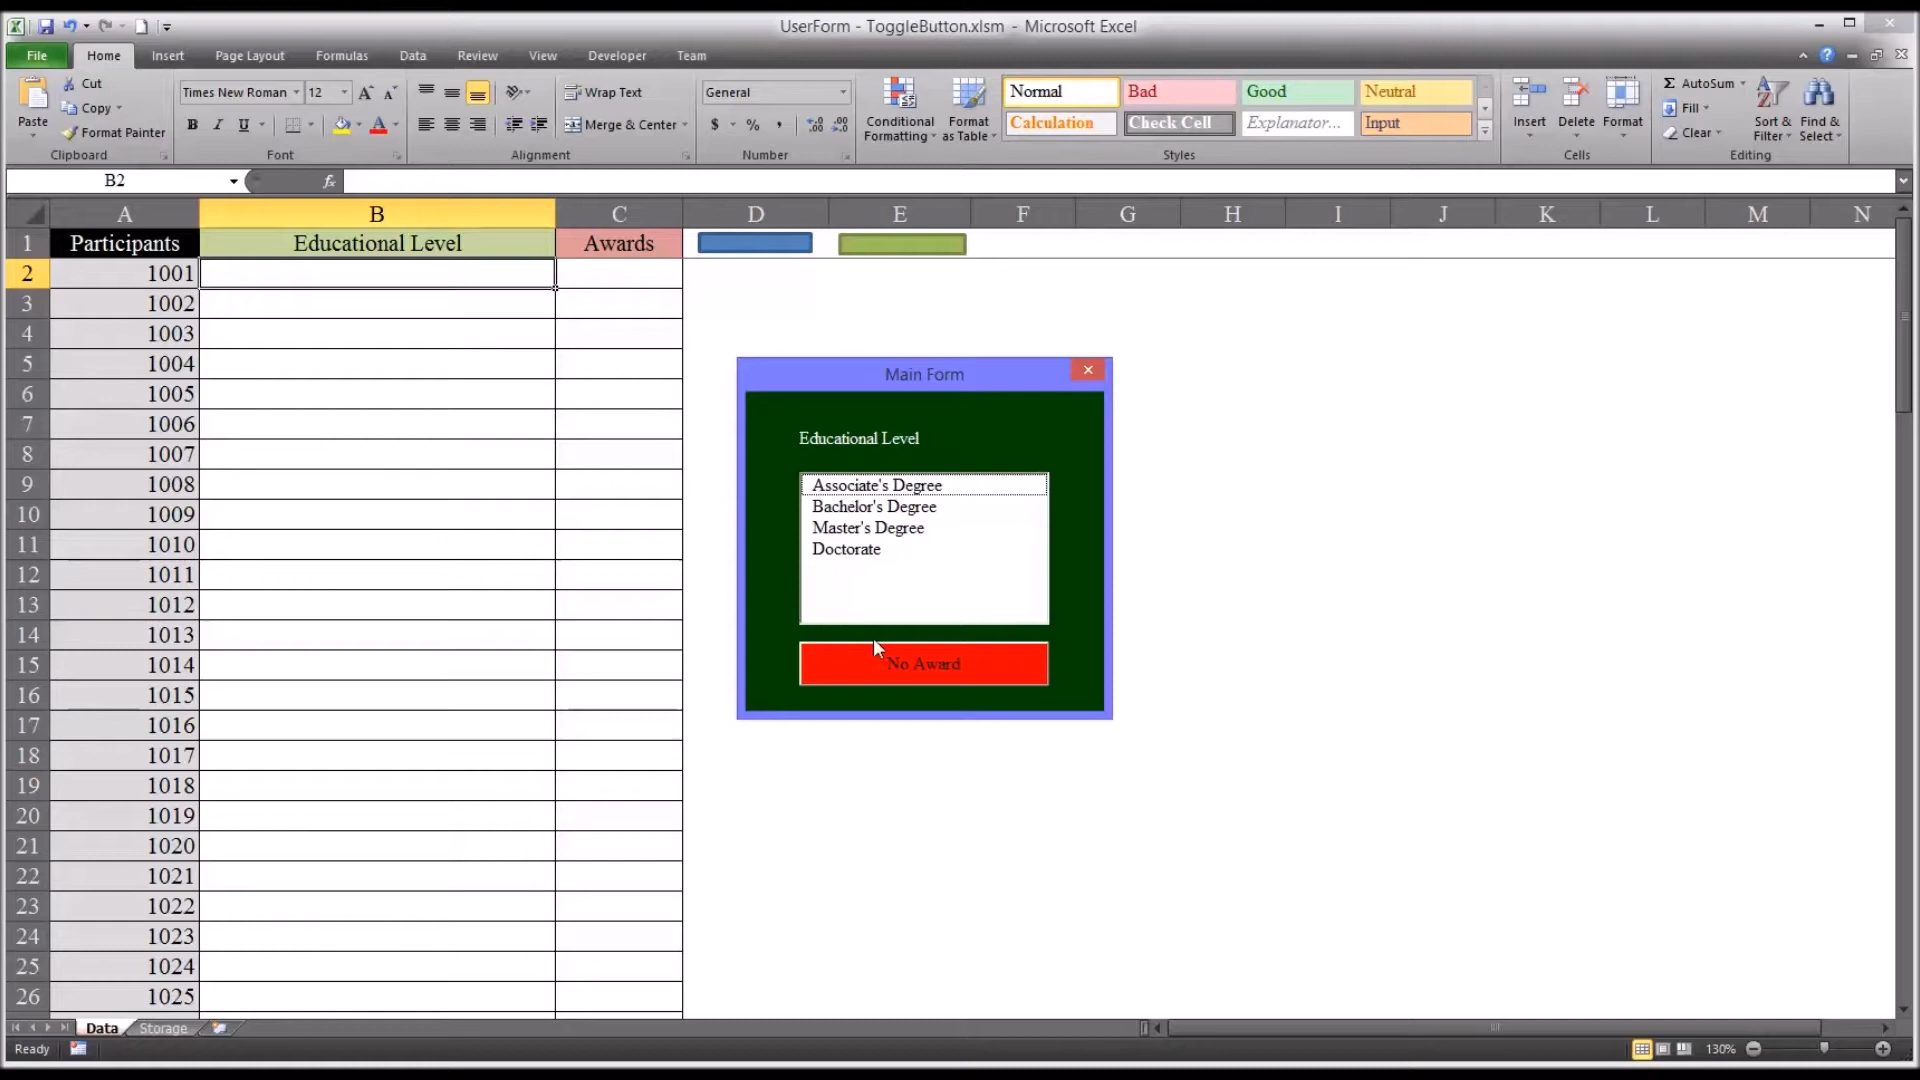 UserForm - ToggleButton.xlsm - Microsoft Excel
File Home Insert Page Layout Formulas Data Review View Developer Team
Paste
Cut
Copy
Format Painter
Clipboard
Times New Roman 12
B I U
Font
Wrap Text
Merge & Center
Alignment
General
$ % ,
Number
Conditional Formatting
Format as Table
Normal Bad Good Neutral
Calculation Check Cell Explanator... Input
Styles
Insert Delete Format
Cells
Σ AutoSum
Fill
Clear
Sort & Filter
Find & Select
Editing
B2 fx
A B C D E F G H I J K L M N
1 Participants Educational Level Awards
2 1001
3 1002
4 1003
5 1004
6 1005
7 1006
8 1007
9 1008
10 1009
11 1010
12 1011
13 1012
14 1013
15 1014
16 1015
17 1016
18 1017
19 1018
20 1019
21 1020
22 1021
23 1022
24 1023
25 1024
26 1025
Main Form
Educational Level
Associate's Degree
Bachelor's Degree
Master's Degree
Doctorate
No Award
Data Storage
Ready 130%